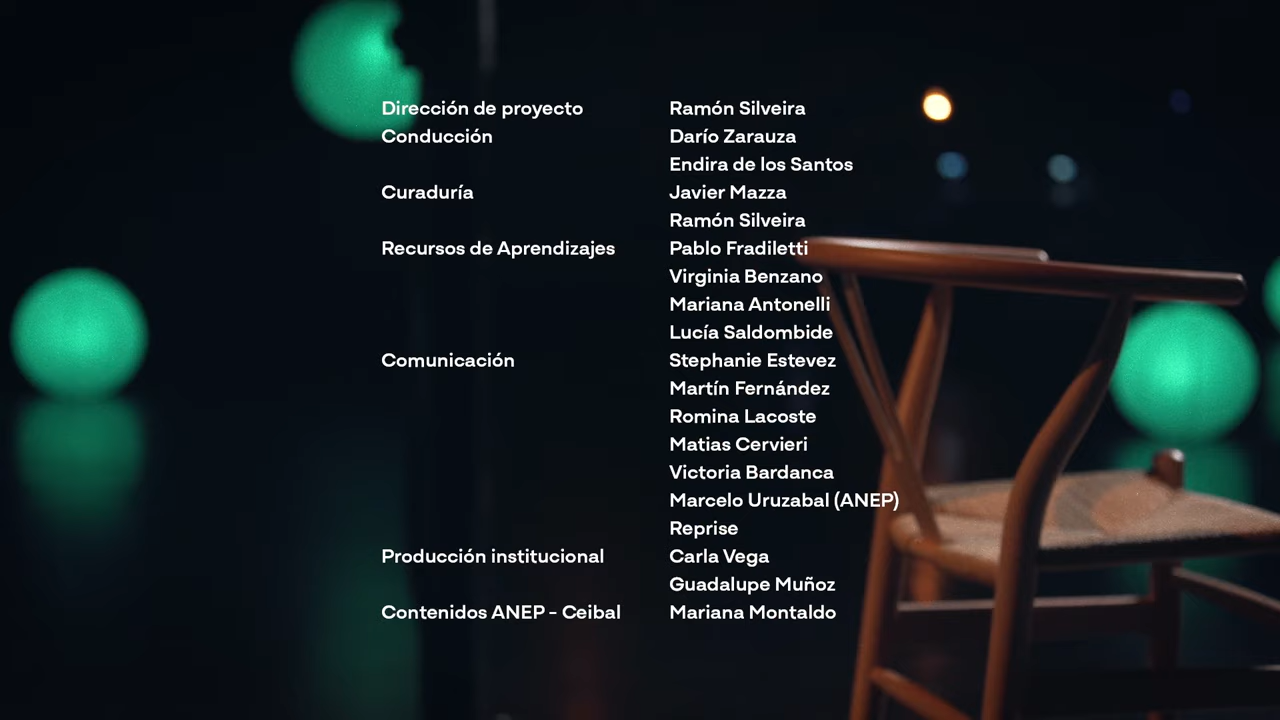 Dirección de proyecto Ramón Silveira
Conducción Darío Zarauza
Endira de los Santos
Curaduría Javier Mazza
Ramón Silveira
Recursos de Aprendizajes Pablo Fradiletti
Virginia Benzano
Mariana Antonelli
Lucía Saldombide
Comunicación Stephanie Estevez
Martín Fernández
Romina Lacoste
Matias Cervieri
Victoria Bardanca
Marcelo Uruzabal (ANEP)
Reprise
Producción institucional Carla Vega
Guadalupe Muñoz
Contenidos ANEP - Ceibal Mariana Montaldo